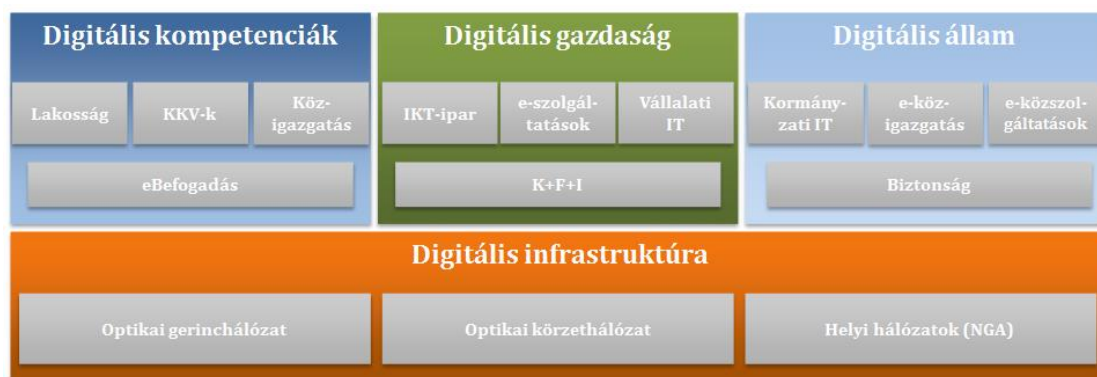 Digitális kompetenciák
Lakosság
KKV-k
Köz-
igazgatás
eBefogadás
Digitális gazdaság
IKT-ipar
e-szolgál-
tatások
Vállalati
IT
K+F+I
Digitális állam
Kormány-
zati IT
e-köz-
igazgatás
e-közszol-
gáltatások
Biztonság
Digitális infrastruktúra
Optikai gerinchálózat
Optikai körzethálózat
Helyi hálózatok (NGA)